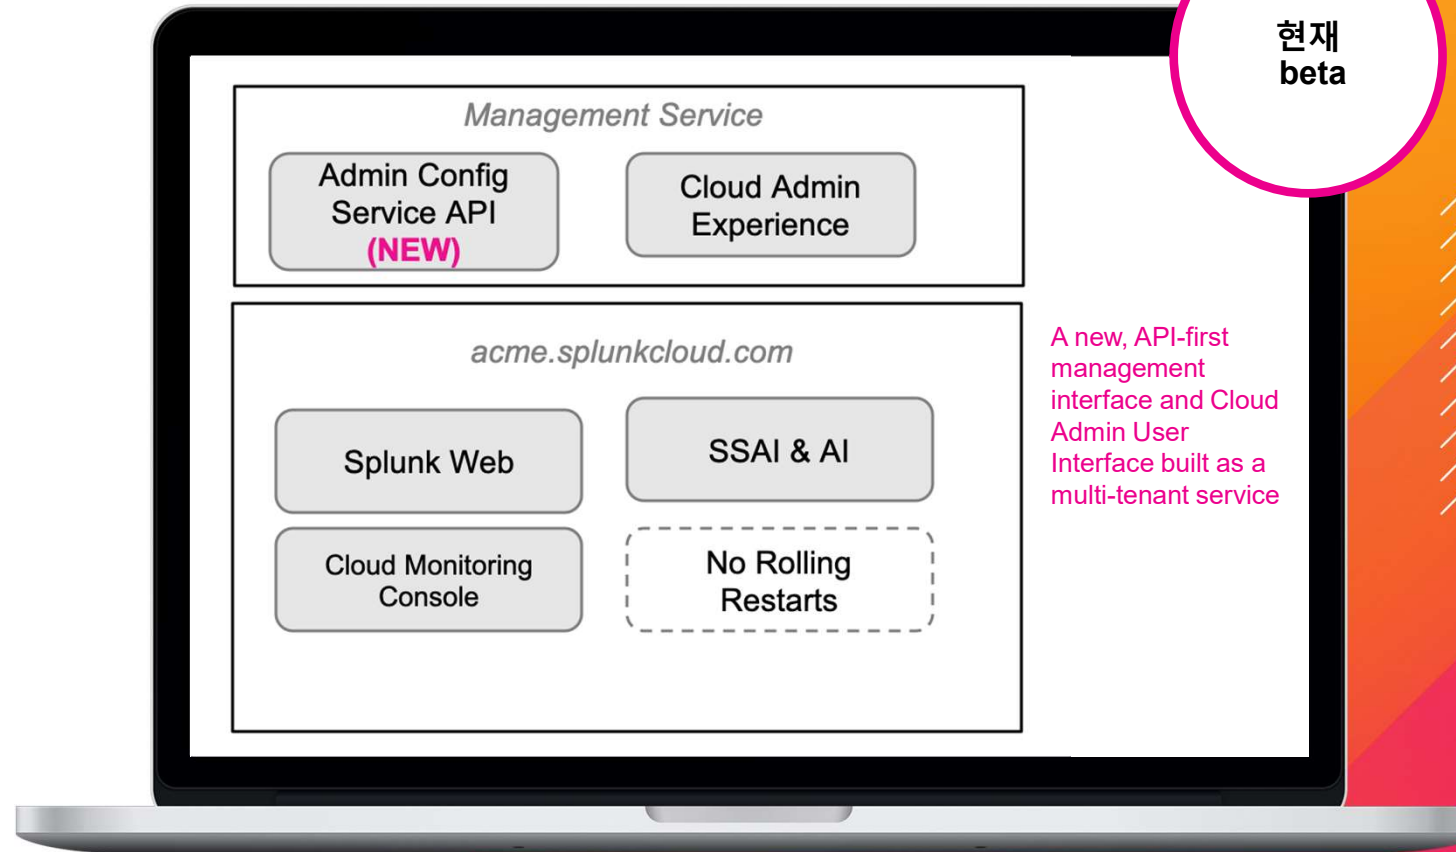 현재
beta
Management Service
Admin Config
Service API
(NEW)
Cloud Admin
Experience
acme.splunkcloud.com
Splunk Web
SSAI & AI
Cloud Monitoring
Console
No Rolling
Restarts
A new, API-first
management
interface and Cloud
Admin User
Interface built as a
multi-tenant service